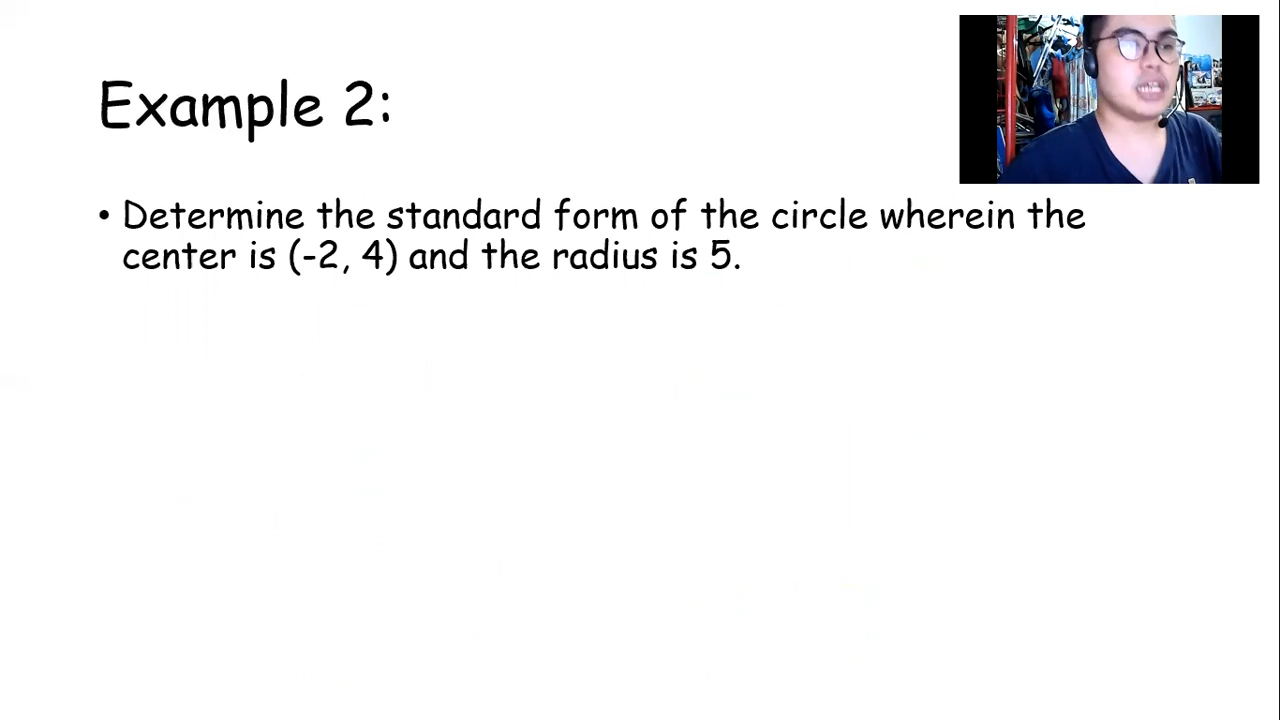 Example 2:
• Determine the standard form of the circle wherein the
center is (-2, 4) and the radius is 5.